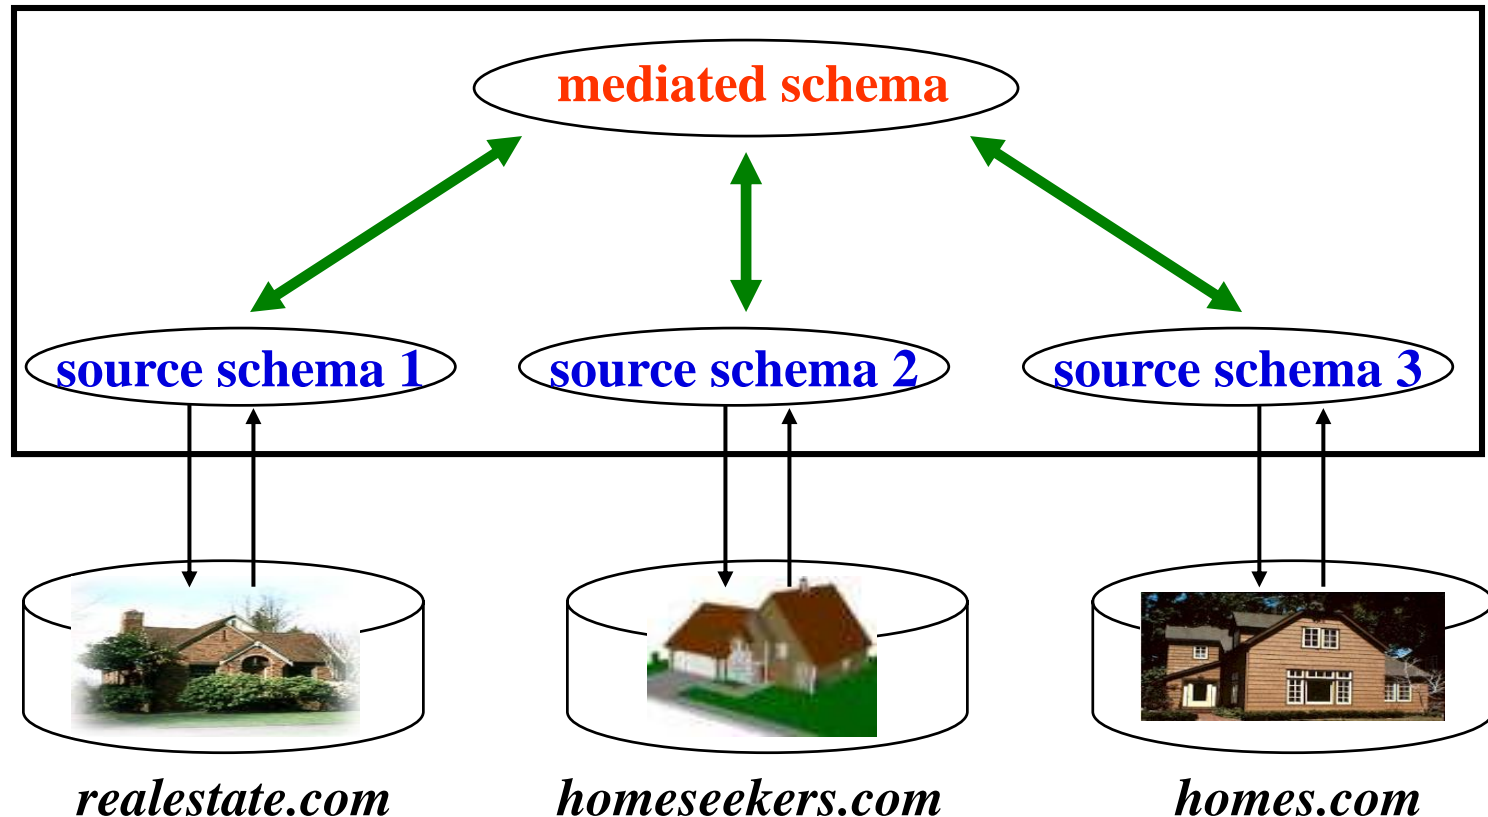 mediated schema
source schema 1
source schema 2
source schema 3
realestate.com
homeseekers.com
homes.com